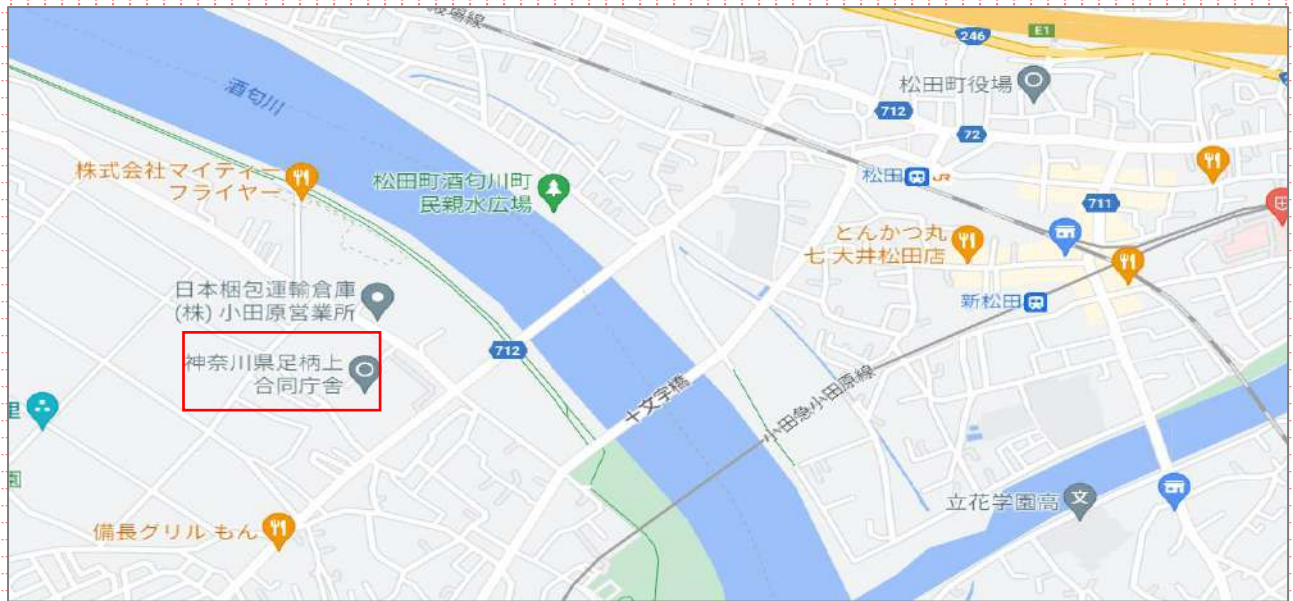 246
E1
松田町役場
酒匂川
712
72
株式会社マイティー
フライヤー
松田町酒匂川町
民親水広場
松田
JR
711
とんかつ丸
七 大井松田店
日本梱包運輸倉庫
(株) 小田原営業所
新松田
712
神奈川県足柄上
合同庁舎
十文字橋
小田急小田原線
立花学園高
文
備長グリル もん